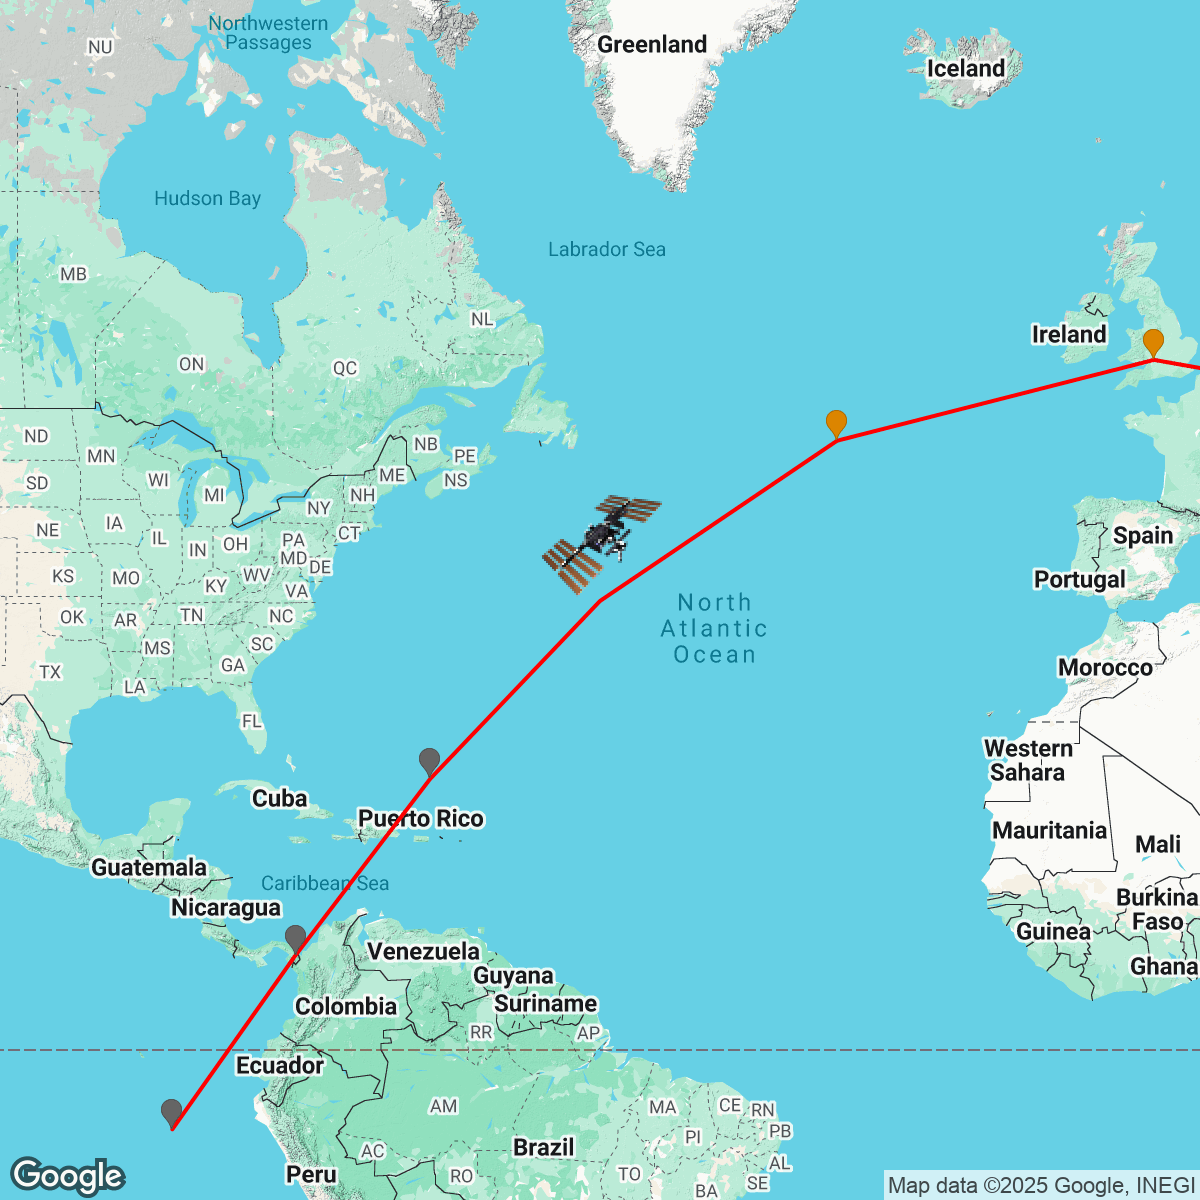 Northwestern
Passages
NU
Greenland
Iceland
Hudson Bay
Labrador Sea
MB
NL
Ireland
ON
QC
ND
MN
NB
PE
SD
WI
MI
ME
NS
NH
NY
NE
IA
IL
IN
OH
PA
CT
MD
DE
Spain
KS
MO
KY
WV
VA
Portugal
OK
AR
TN
NC
North
Atlantic
Ocean
MS
SC
GA
TX
LA
FL
Morocco
Western
Sahara
Cuba
Puerto Rico
Mauritania
Mali
Guatemala
Caribbean Sea
Nicaragua
Burkina
Faso
Guinea
Venezuela
Guyana
Ghana
Suriname
Colombia
RR
AP
Ecuador
AM
MA
CE
RN
PB
PI
Brazil
AC
AL
Peru
RO
TO
SE
BA
Google
Map data ©2025 Google, INEGI